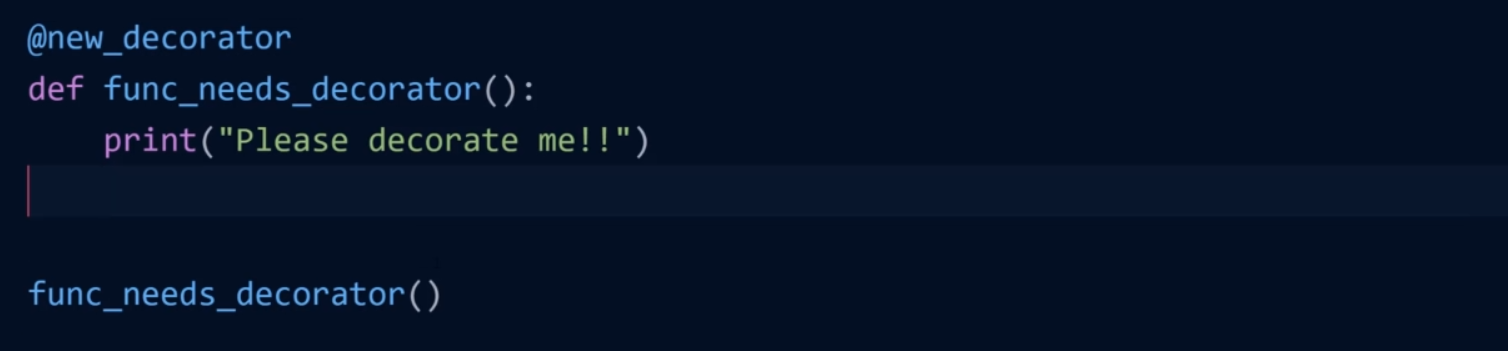 @new_decorator
def func_needs_decorator():
    print("Please decorate me!!")
func_needs_decorator()